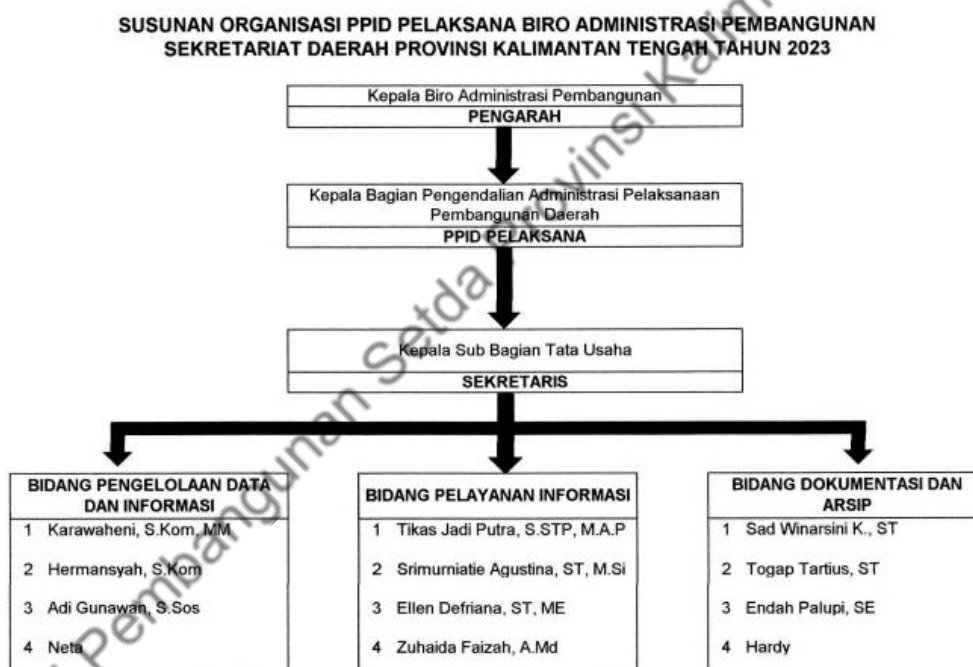 SUSUNAN ORGANISASI PPID PELAKSANA BIRO ADMINISTRASI PEMBANGUNAN
SEKRETARIAT DAERAH PROVINSI KALIMANTAN TENGAH TAHUN 2023
Kepala Biro Administrasi Pembangunan
PENGARAH
Kepala Bagian Pengendalian Administrasi Pelaksanaan
Pembangunan Daerah
PPID PELAKSANA
Kepala Sub Bagian Tata Usaha
SEKRETARIS
BIDANG PENGELOLAAN DATA
DAN INFORMASI
1 Karawaheni, S.Kom, MM
2 Hermansyah, S.Kom
3 Adi Gunawan, S.Sos
4 Neta
BIDANG PELAYANAN INFORMASI
1 Tikas Jadi Putra, S.STP, M.A.P
2 Srimurniatie Agustina, ST, M.Si
3 Ellen Defriana, ST, ME
4 Zuhaida Faizah, A.Md
BIDANG DOKUMENTASI DAN
ARSIP
1 Sad Winarsini K., ST
2 Togap Tartius, ST
3 Endah Palupi, SE
4 Hardy
Pembangunan Setda Provinsi